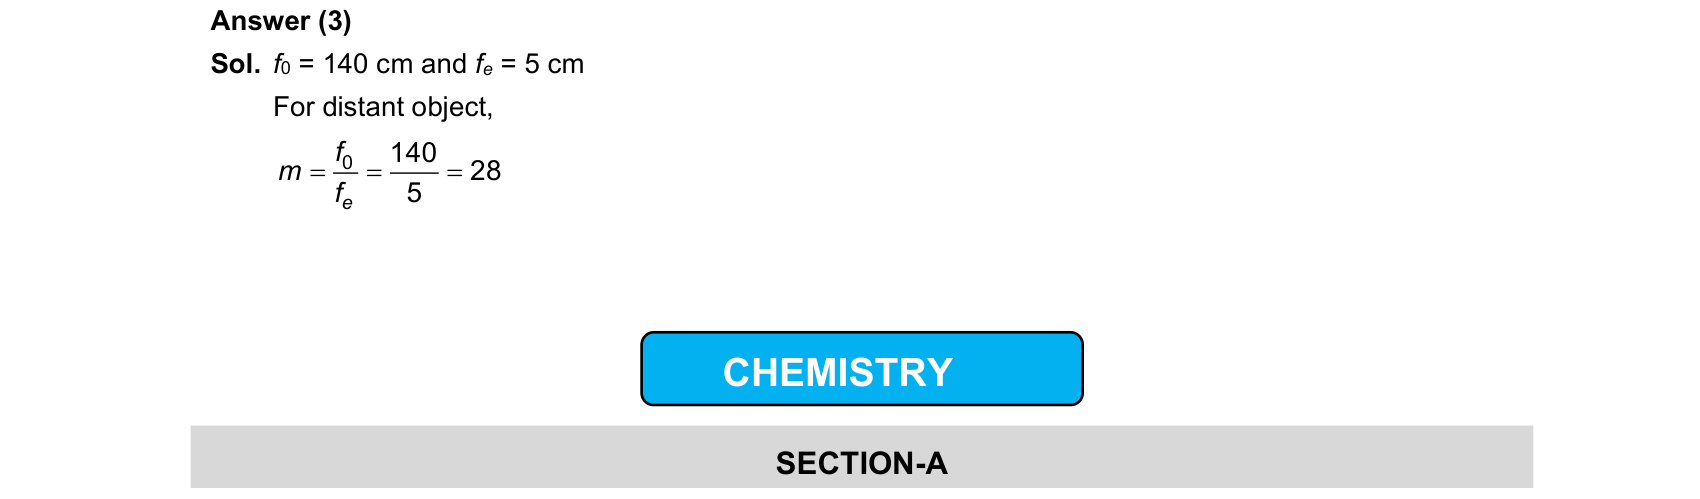 Answer (3)
Sol. f0 = 140 cm and fe = 5 cm
For distant object,
m = f0/fe = 140/5 = 28
CHEMISTRY
SECTION-A